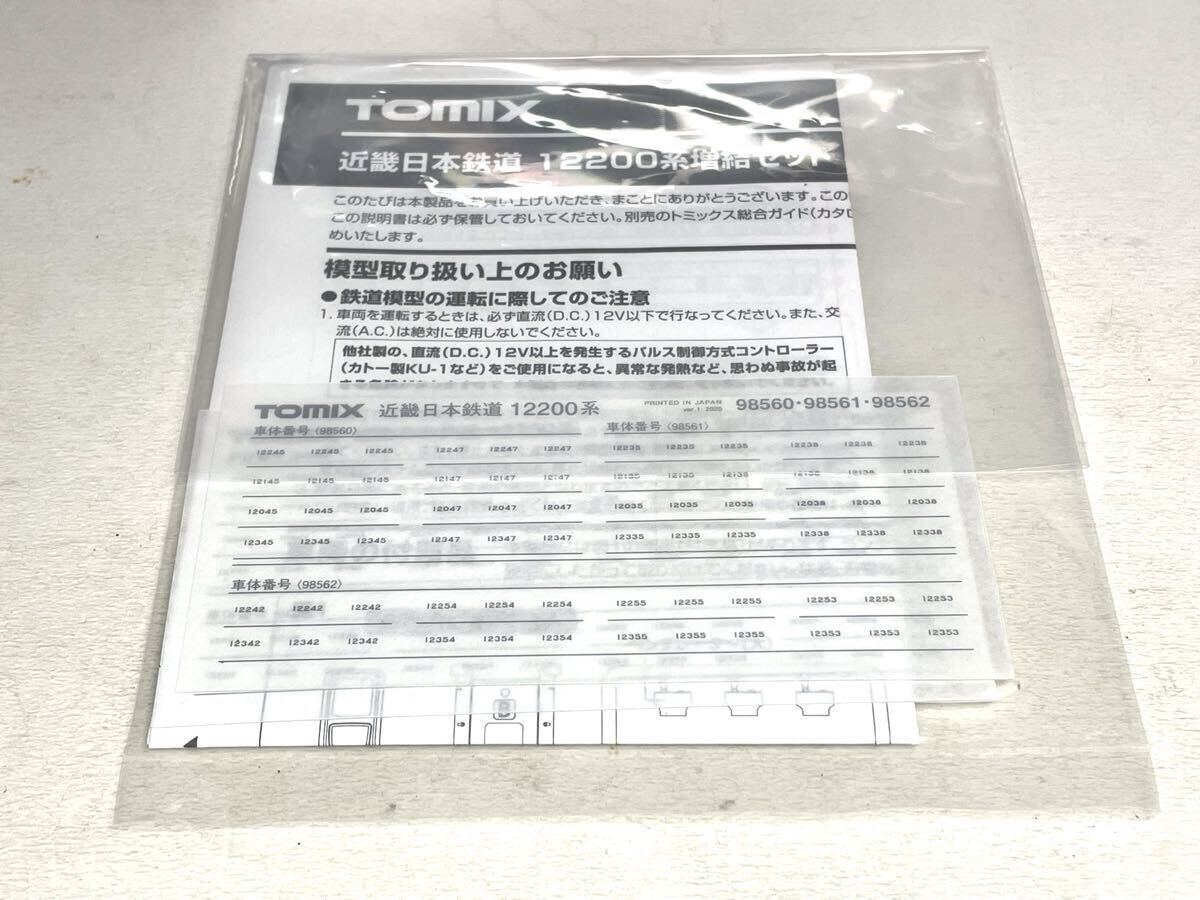 TOMIX
近畿日本鉄道 12200系増結セット
このたびは本製品をお買い上げいただき、まことにありがとうございます。この
この説明書は必ず保管しておいてください。別売のトミックス総合ガイド(カタロ
めいたします。
模型取り扱い上のお願い
●鉄道模型の運転に際してのご注意
1. 車両を運転するときは、必ず直流(D.C.)12V以下で行なってください。また、交
流(A.C.)は絶対に使用しないでください。
他社製の、直流(D.C.)12V以上を発生するパルス制御方式コントローラー
(カトー製KU-1など)をご使用になると、異常な発熱など、思わぬ事故が起
TOMIX 近畿日本鉄道 12200系 PRINTED IN JAPAN 98560・98561・98562
ver.1 2020
車体番号〈98560〉 車体番号〈98561〉
12245 12245 12245 12247 12247 12247 12235 12235 12235 12238 12238 12238
12145 12145 12145 12147 12147 12147 12135 12135 12135 12138 12138 12138
12045 12045 12045 12047 12047 12047 12035 12035 12035 12038 12038 12038
12345 12345 12345 12347 12347 12347 12335 12335 12335 12338 12338 12338
車体番号〈98562〉
12242 12242 12242 12254 12254 12254 12255 12255 12255 12253 12253 12253
12342 12342 12342 12354 12354 12354 12355 12355 12355 12353 12353 12353